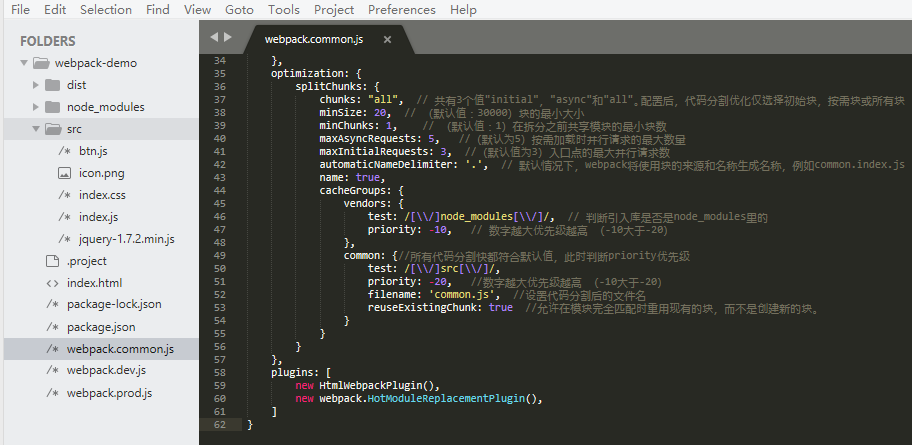 File Edit Selection Find View Goto Tools Project Preferences Help
FOLDERS
webpack-demo
dist
node_modules
src
/* btn.js
icon.png
/* index.css
/* index.js
/* jquery-1.7.2.min.js
.project
<> index.html
/* package-lock.json
/* package.json
/* webpack.common.js
/* webpack.dev.js
/* webpack.prod.js
webpack.common.js ×
34 },
35 optimization: {
36 splitChunks: {
37 chunks: "all", // 共有3个值"initial", "async"和"all"。配置后，代码分割优化仅选择初始块，按需块或所有块
38 minSize: 20, // （默认值：30000）块的最小大小
39 minChunks: 1, // （默认值：1）在拆分之前共享模块的最小块数
40 maxAsyncRequests: 5, // （默认为5）按需加载时并行请求的最大数量
41 maxInitialRequests: 3, // （默认值为3）入口点的最大并行请求数
42 automaticNameDelimiter: '.', // 默认情况下，webpack将使用块的来源和名称生成名称，例如common.index.js
43 name: true,
44 cacheGroups: {
45 vendors: {
46 test: /[\\/]node_modules[\\/]/, // 判断引入库是否是node_modules里的
47 priority: -10, // 数字越大优先级越高 （-10大于-20）
48 },
49 common: {//所有代码分割快都符合默认值，此时判断priority优先级
50 test: /[\\/]src[\\/]/,
51 priority: -20, //数字越大优先级越高 （-10大于-20）
52 filename: 'common.js', //设置代码分割后的文件名
53 reuseExistingChunk: true //允许在模块完全匹配时重用现有的块，而不是创建新的块。
54 }
55 }
56 }
57 },
58 plugins: [
59 new HtmlWebpackPlugin(),
60 new webpack.HotModuleReplacementPlugin(),
61 ]
62 }